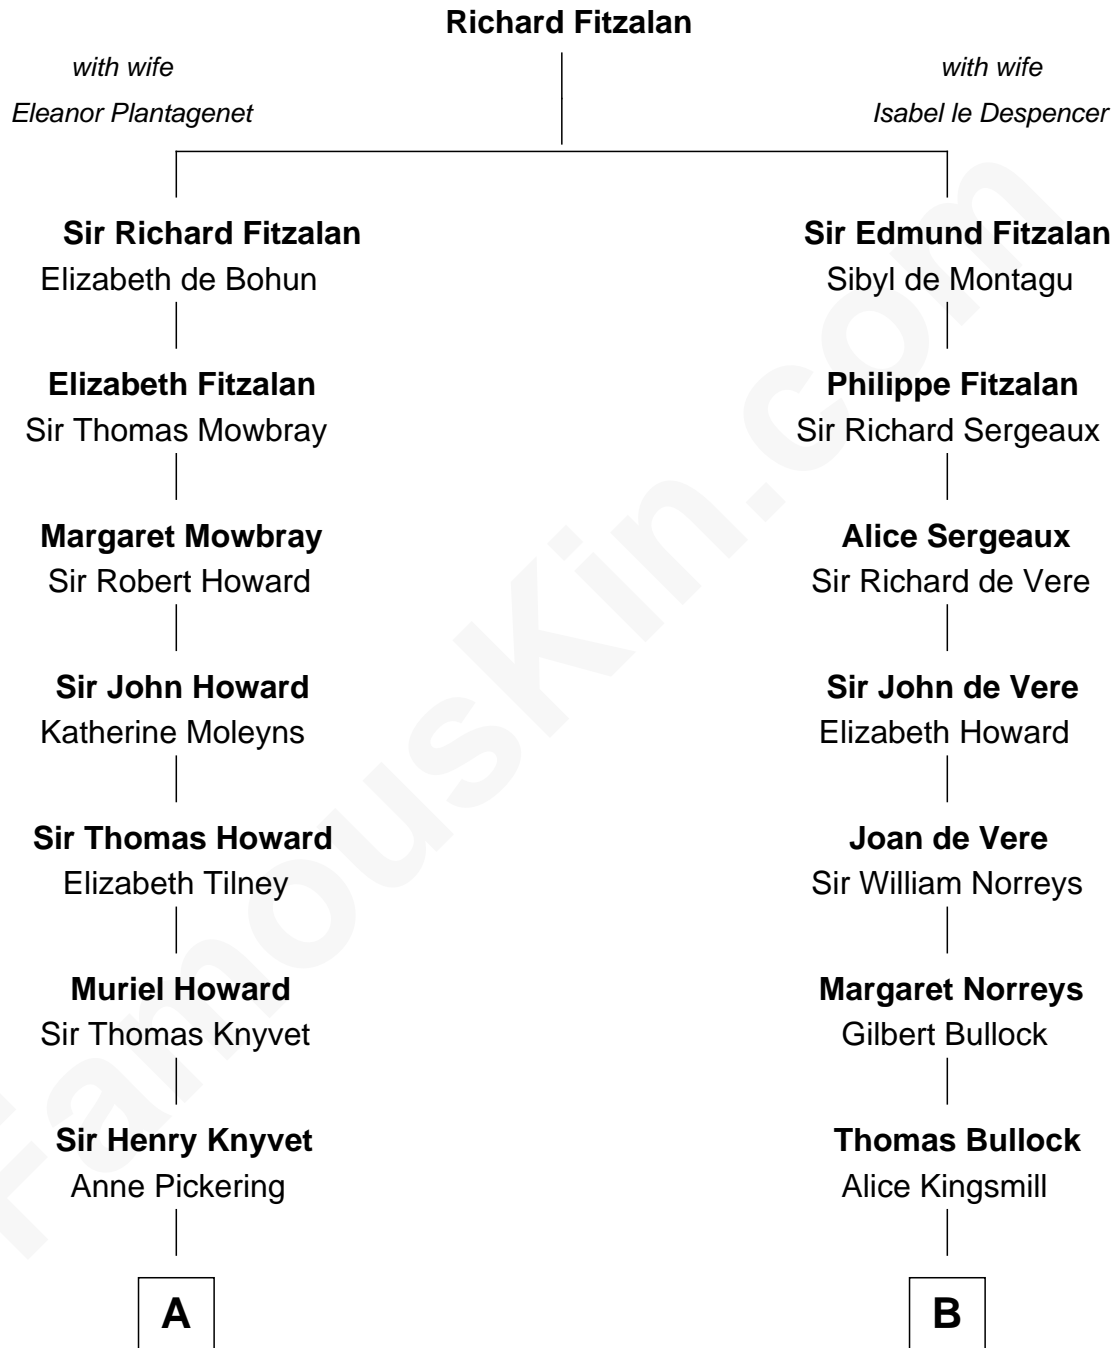 Richard Fitzalan
with wife
Eleanor Plantagenet
with wife
Isabel le Despencer
Sir Richard Fitzalan
Elizabeth de Bohun
Sir Edmund Fitzalan
Sibyl de Montagu
Elizabeth Fitzalan
Sir Thomas Mowbray
Philippe Fitzalan
Sir Richard Sergeaux
Margaret Mowbray
Sir Robert Howard
Alice Sergeaux
Sir Richard de Vere
Sir John Howard
Katherine Moleyns
Sir John de Vere
Elizabeth Howard
Sir Thomas Howard
Elizabeth Tilney
Joan de Vere
Sir William Norreys
Muriel Howard
Sir Thomas Knyvet
Margaret Norreys
Gilbert Bullock
Sir Henry Knyvet
Anne Pickering
Thomas Bullock
Alice Kingsmill
A
B
FamousKin.com